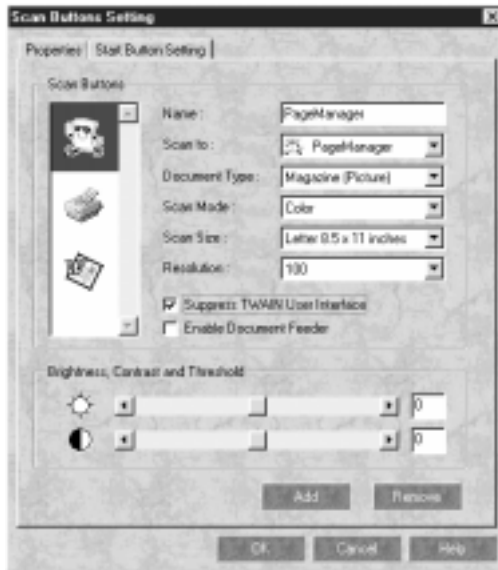 Scan Buttons Setting
Properties
Start Button Setting
Scan Buttons
Name :
PageManager
Scan to :
PageManager
Document Type :
Magazine (Picture)
Scan Mode :
Color
Scan Size :
Letter 8.5 x 11 inches
Resolution :
100
Suppress TWAIN User Interface
Enable Document Feeder
Brightness, Contrast and Threshold
0
0
Add
Remove
OK
Cancel
Help